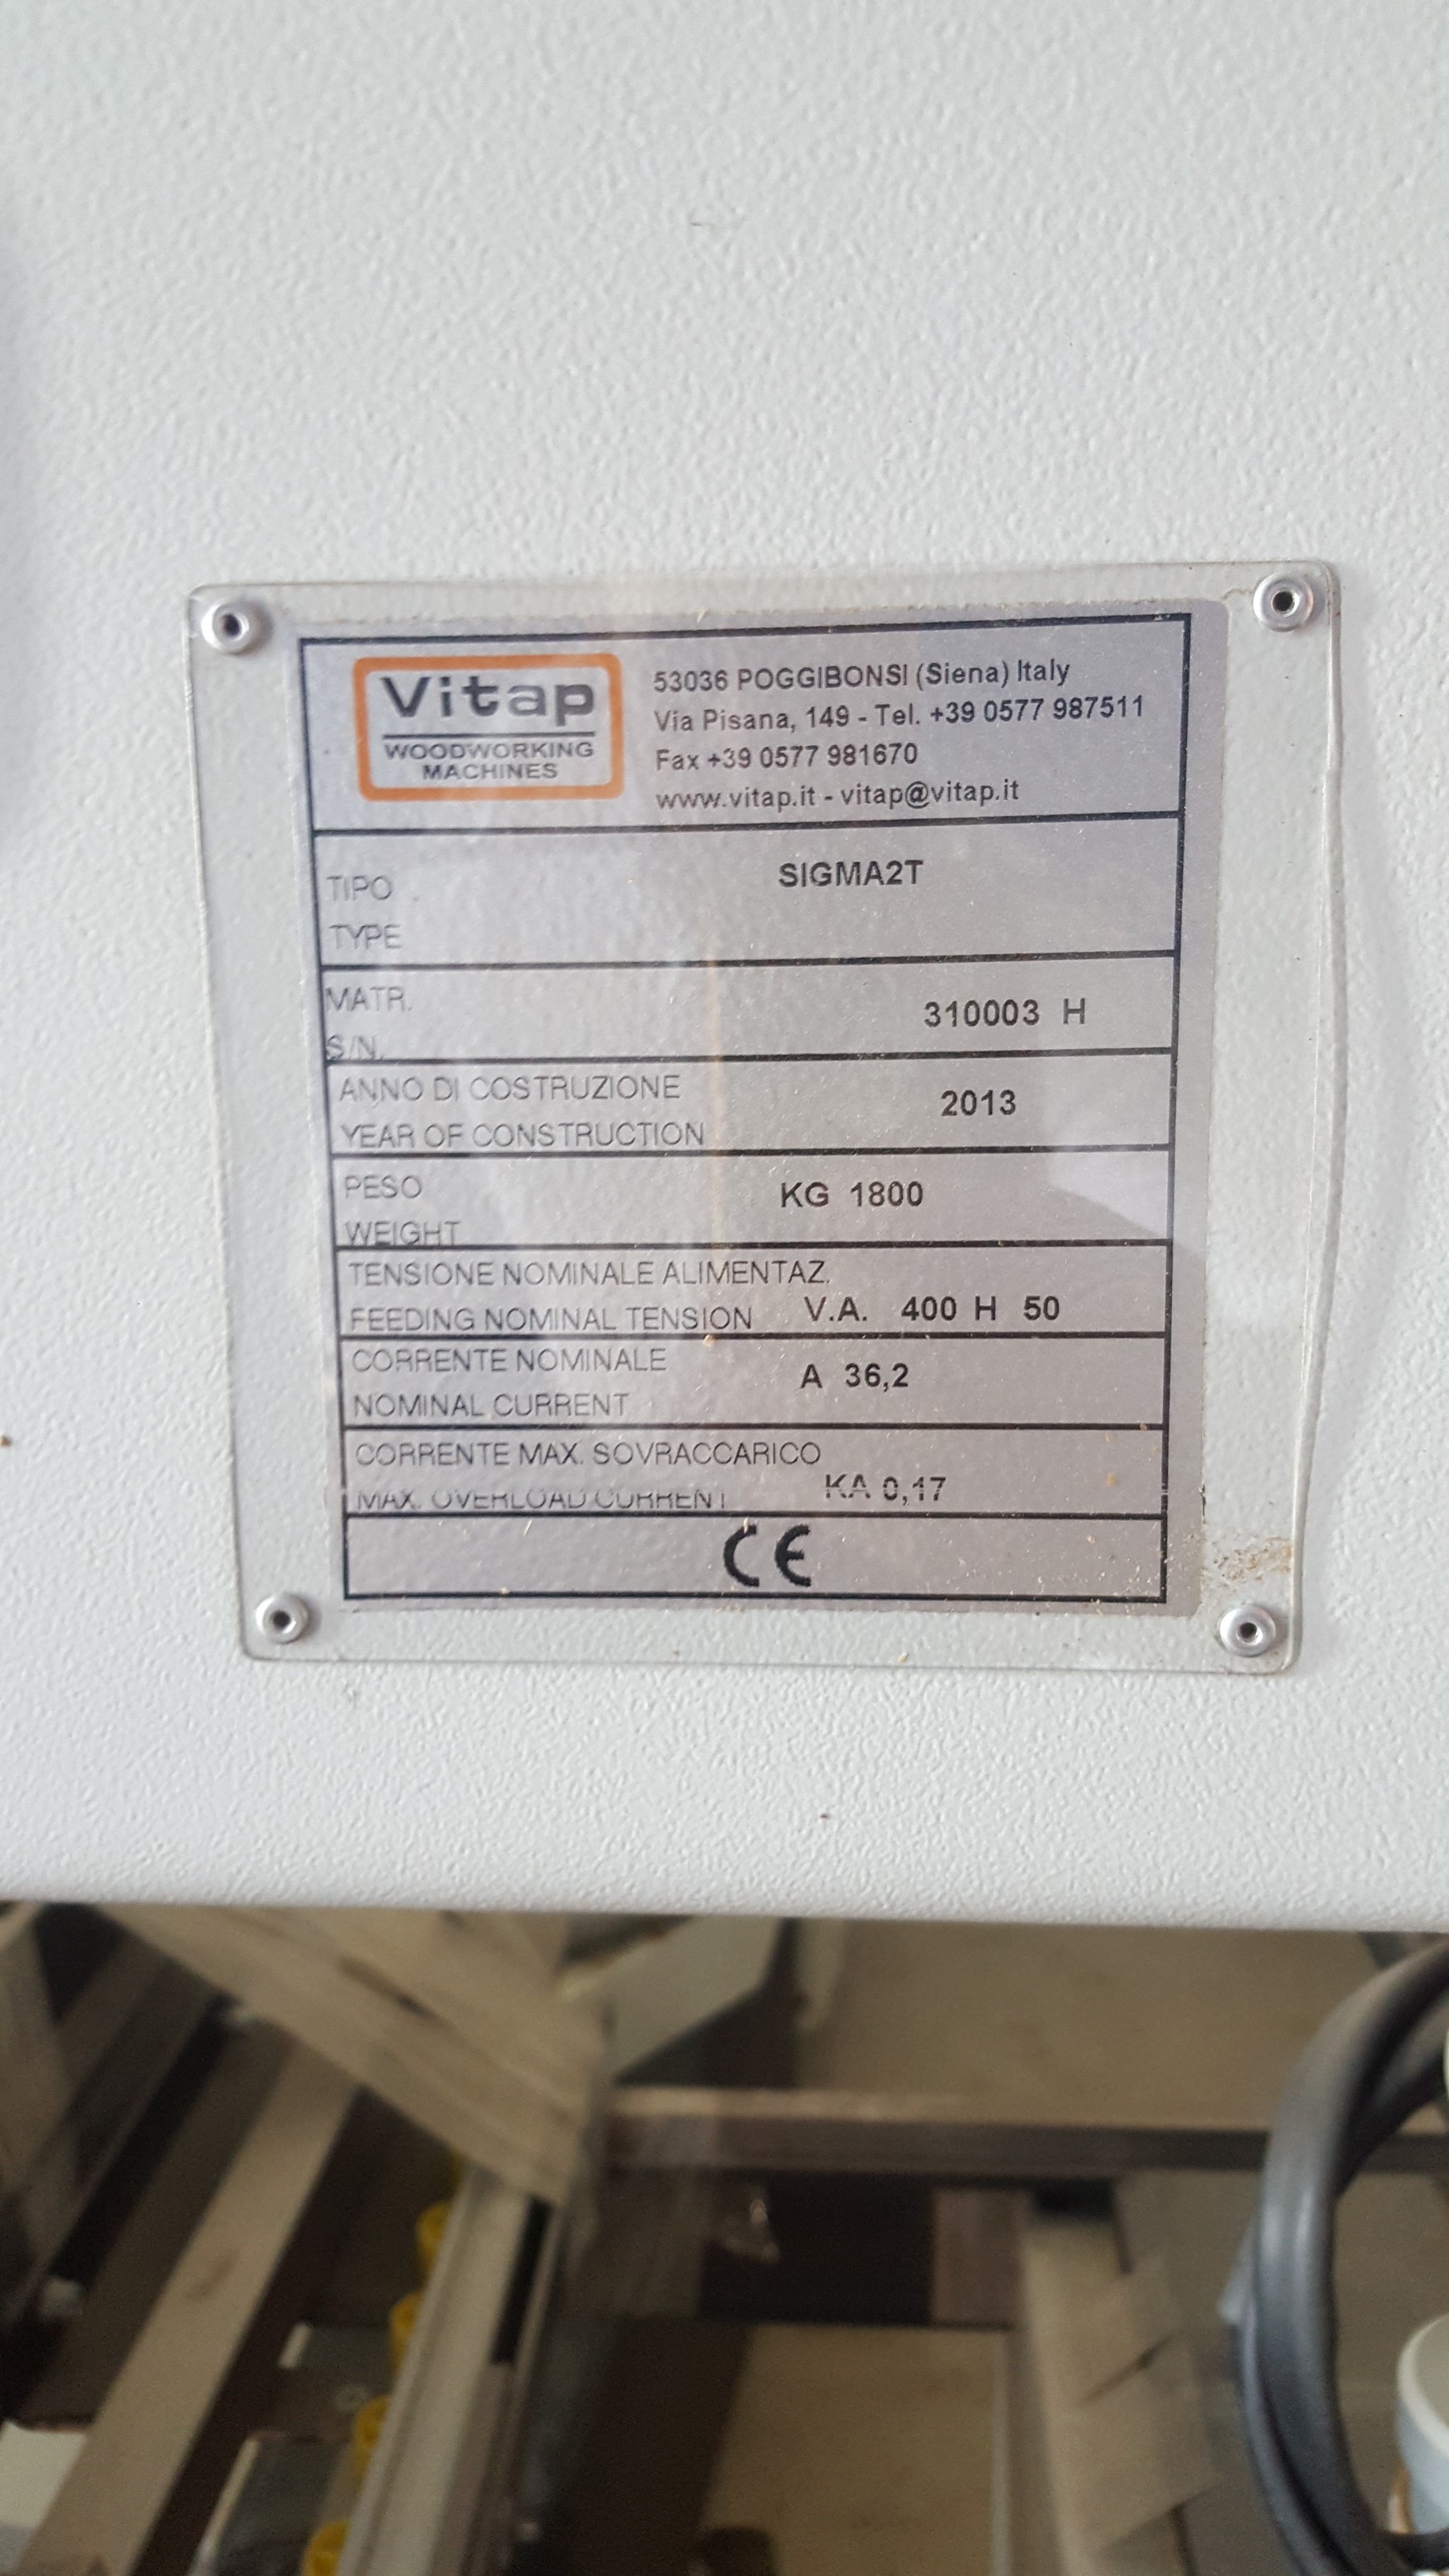 Vitap
WOODWORKING
MACHINES
53036 POGGIBONSI (Siena) Italy
Via Pisana, 149 - Tel. +39 0577 987511
Fax +39 0577 981670
www.vitap.it - vitap@vitap.it
TIPO
TYPE
SIGMA2T
MATR.
S/N.
310003 H
ANNO DI COSTRUZIONE
YEAR OF CONSTRUCTION
2013
PESO
WEIGHT
KG 1800
TENSIONE NOMINALE ALIMENTAZ.
FEEDING NOMINAL TENSION V.A. 400 H 50
CORRENTE NOMINALE
NOMINAL CURRENT
A 36,2
CORRENTE MAX. SOVRACCARICO
MAX. OVERLOAD CURRENT KA 0,17
CE